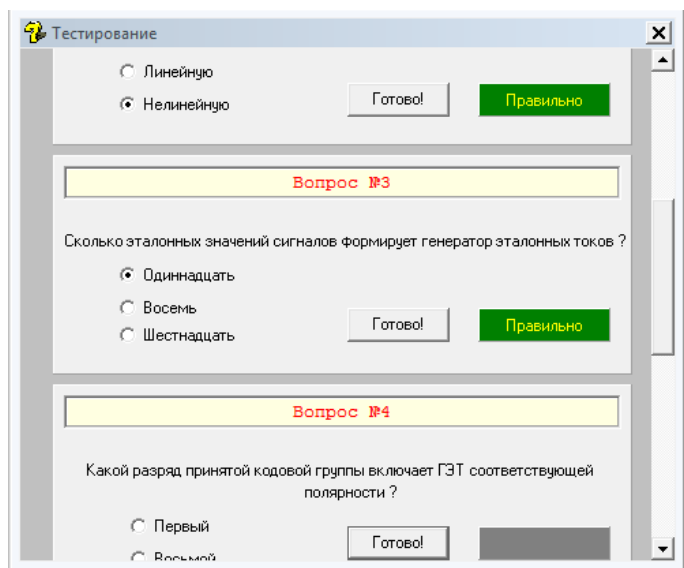 Тестирование
Линейную
Нелинейную
Готово!
Правильно
Вопрос №3
Сколько эталонных значений сигналов формирует генератор эталонных токов ?
Одиннадцать
Восемь
Шестнадцать
Готово!
Правильно
Вопрос №4
Какой разряд принятой кодовой группы включает ГЭТ соответствующей
полярности ?
Первый
Готово!
Восьмой